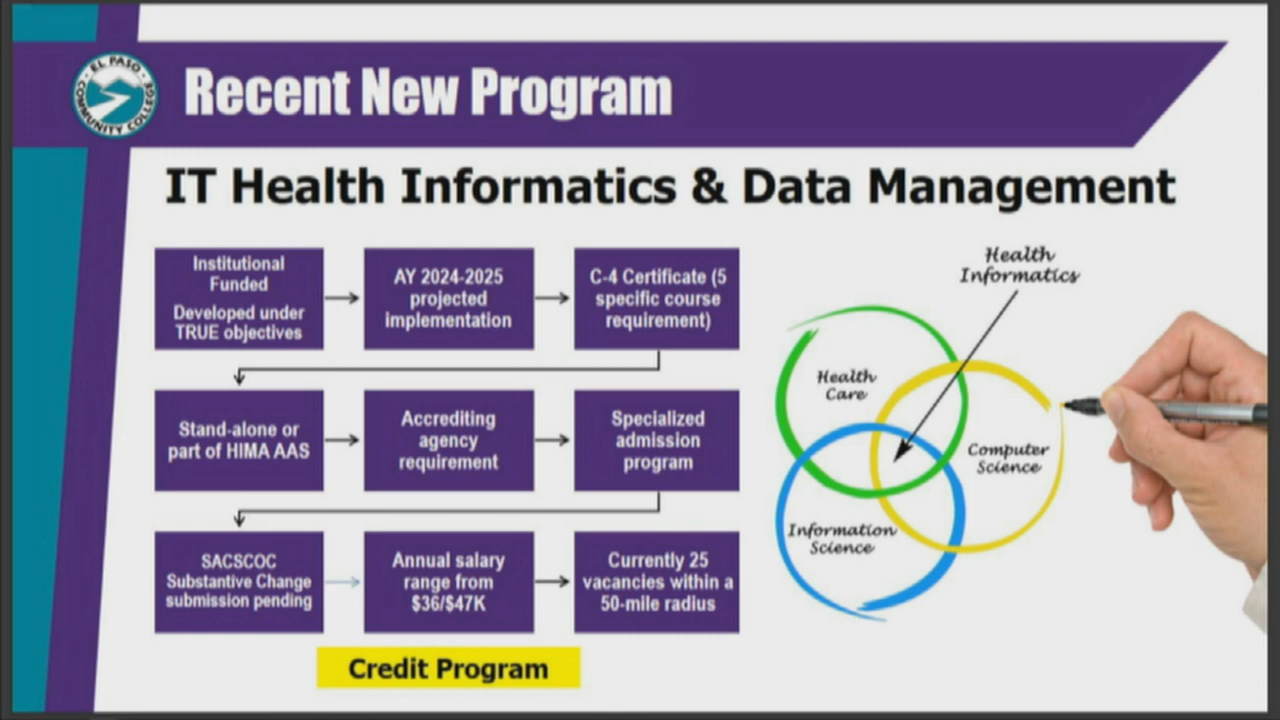 EL PASO
COMMUNITY COLLEGE
Recent New Program
IT Health Informatics & Data Management
Institutional
Funded
Developed under
TRUE objectives
AY 2024-2025
projected
implementation
C-4 Certificate (5
specific course
requirement)
Stand-alone or
part of HIMA AAS
Accrediting
agency
requirement
Specialized
admission
program
SACSCOC
Substantive Change
submission pending
Annual salary
range from
$36/$47K
Currently 25
vacancies within a
50-mile radius
Credit Program
Health
Informatics
Health
Care
Computer
Science
Information
Science